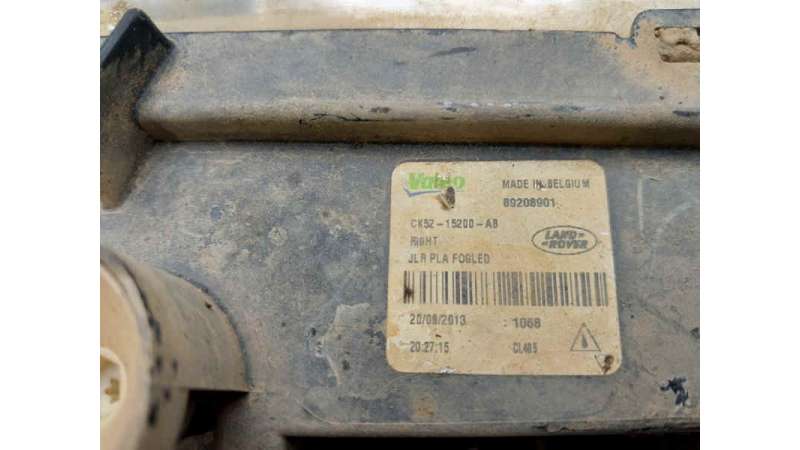 Valeo
MADE IN BELGIUM
89208901
CK52-15200-AB
RIGHT
LAND-
-ROVER
JLR PLA FOGLED
20/08/2013
1068
20:27:15
CL405